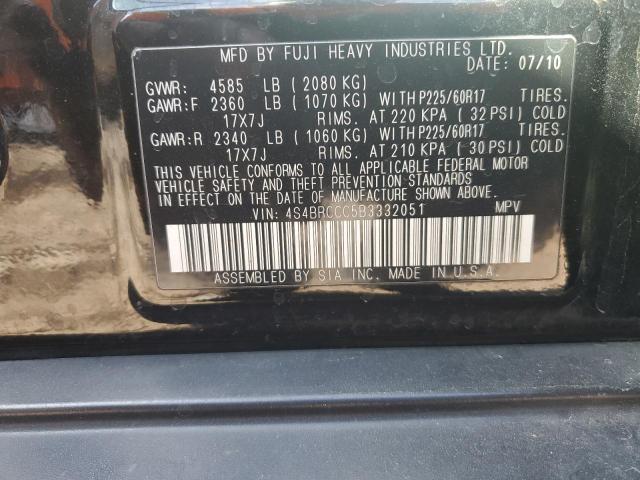 MFD BY FUJI HEAVY INDUSTRIES LTD.
DATE: 07/10
GVWR: 4585 LB ( 2080 KG)
GAWR:F 2360 LB ( 1070 KG) WITH P225/60R17 TIRES.
17X7J RIMS. AT 220 KPA ( 32 PSI) COLD
GAWR:R 2340 LB ( 1060 KG) WITH P225/60R17 TIRES.
17X7J RIMS. AT 210 KPA ( 30 PSI) COLD
THIS VEHICLE CONFORMS TO ALL APPLICABLE FEDERAL MOTOR
VEHICLE SAFETY AND THEFT PREVENTION STANDARDS
IN EFFECT ON THE DATE OF MANUFACTURE SHOWN ABOVE.
VIN: 4S4BRCCC5B3332051 MPV
ASSEMBLED BY SIA INC. MADE IN U.S.A.